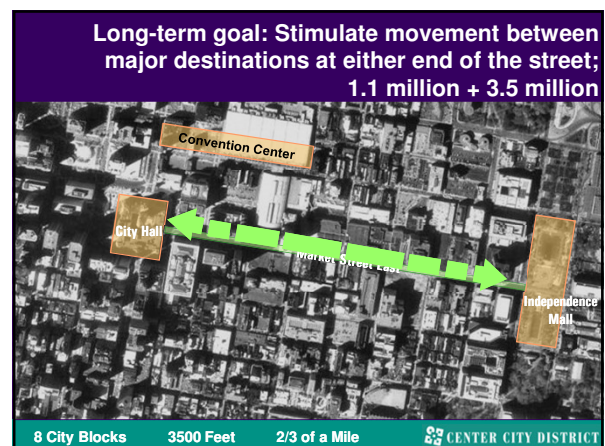 Long-term goal: Stimulate movement between
major destinations at either end of the street;
1.1 million + 3.5 million
Convention Center
City Hall
Market Street East
Independence
Mall
8 City Blocks 3500 Feet 2/3 of a Mile CENTER CITY DISTRICT